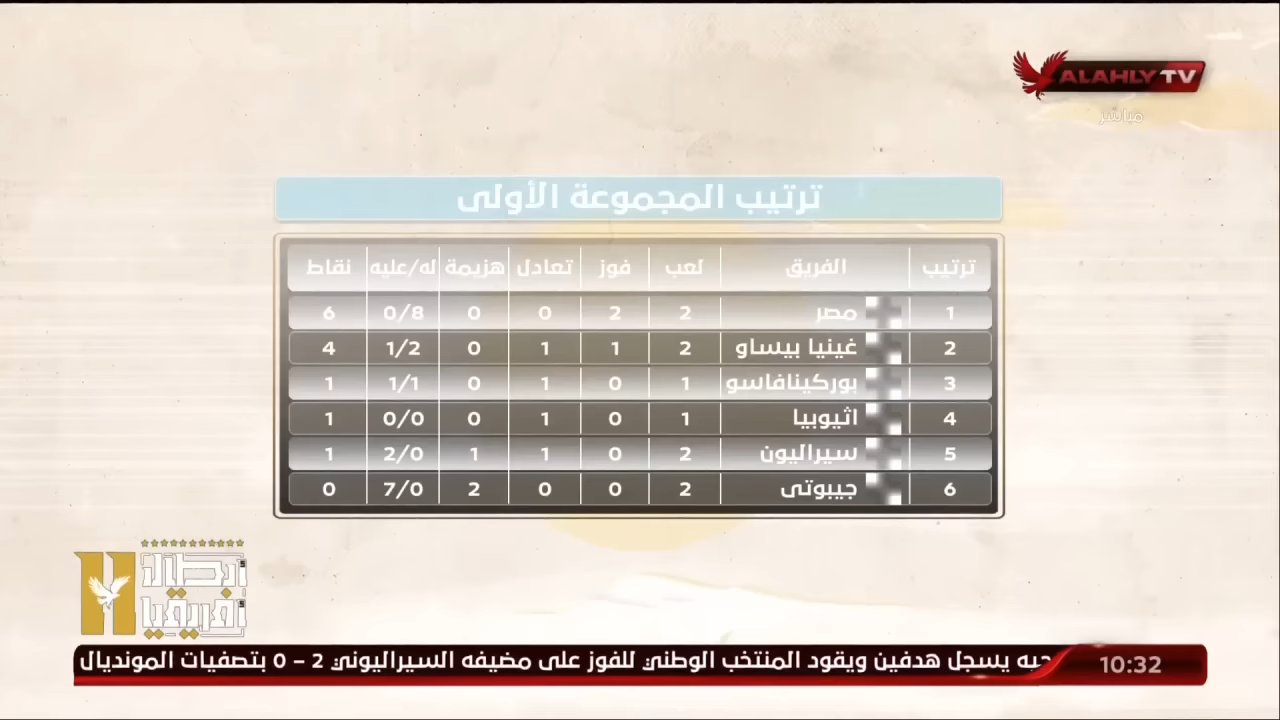 ALAHLY TV
مباشر
ترتيب المجموعة الأولى
ترتيب الفريق لعب فوز تعادل هزيمة له/عليه نقاط
1 مصر 2 2 0 0 0/8 6
2 غينيا بيساو 2 1 1 0 1/2 4
3 بوركينافاسو 1 0 1 0 1/1 1
4 اثيوبيا 1 0 1 0 0/0 1
5 سيراليون 2 0 1 1 2/0 1
6 جيبوتى 2 0 0 2 7/0 0
أبطال
أفريقيا
11
10:32
حبه يسجل هدفين ويقود المنتخب الوطني للفوز على مضيفه السيراليوني 2 – 0 بتصفيات المونديال